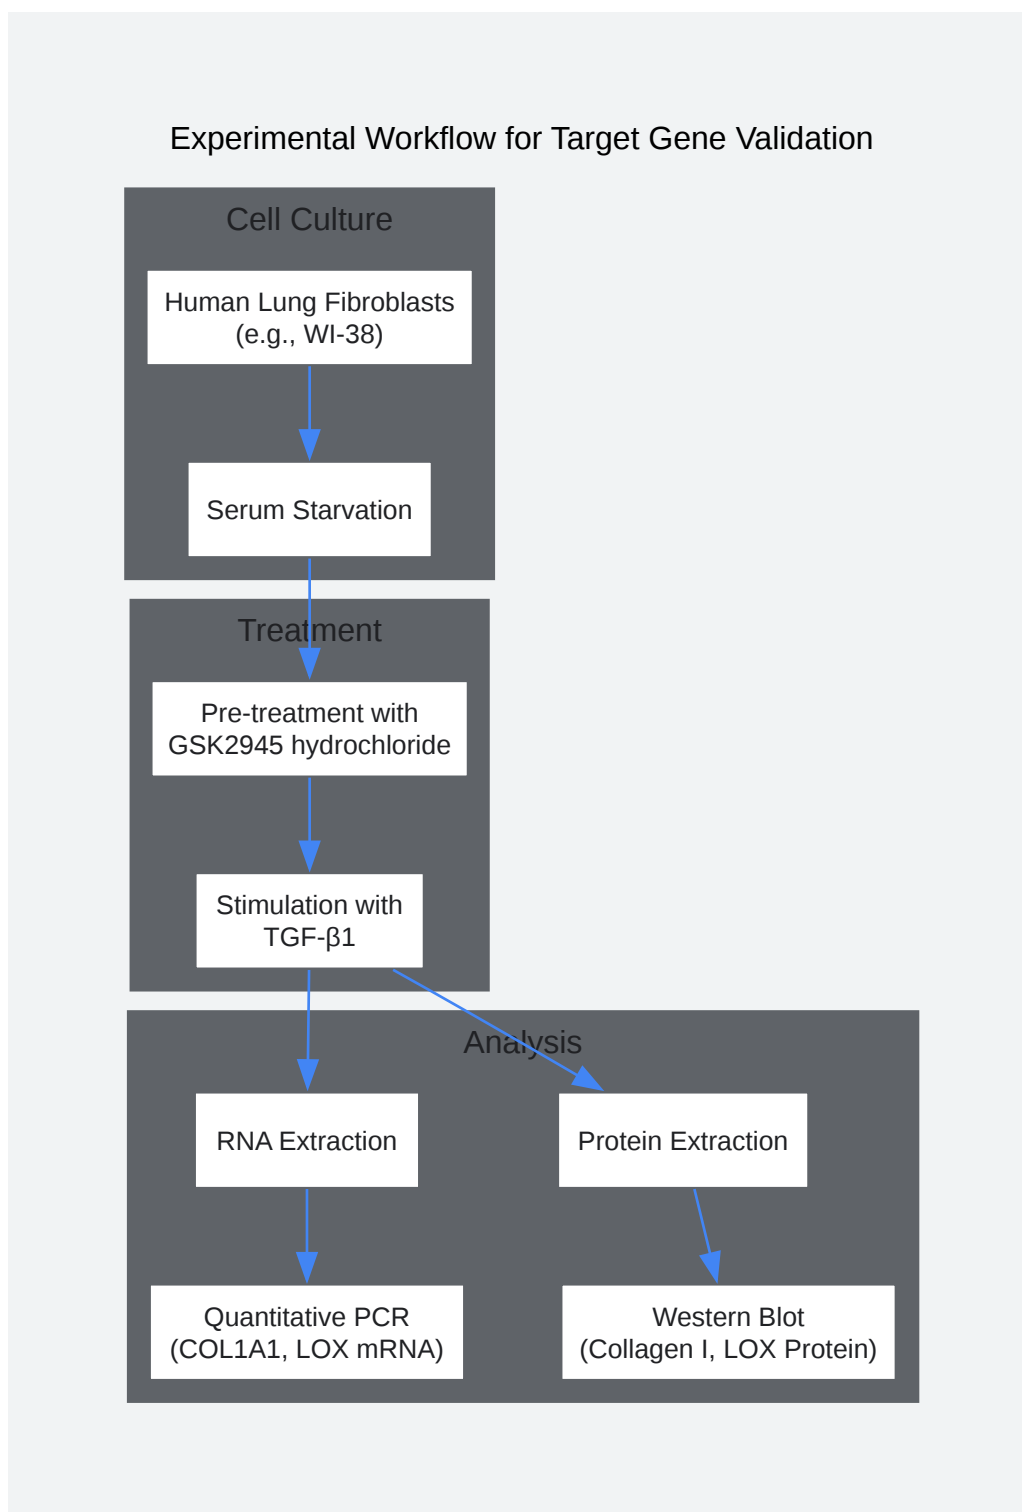 Experimental Workflow for Target Gene Validation
Cell Culture
Human Lung Fibroblasts
(e.g., WI-38)
Serum Starvation
Treatment
Pre-treatment with
GSK2945 hydrochloride
Stimulation with
TGF-β1
Analysis
RNA Extraction
Protein Extraction
Quantitative PCR
(COL1A1, LOX mRNA)
Western Blot
(Collagen I, LOX Protein)